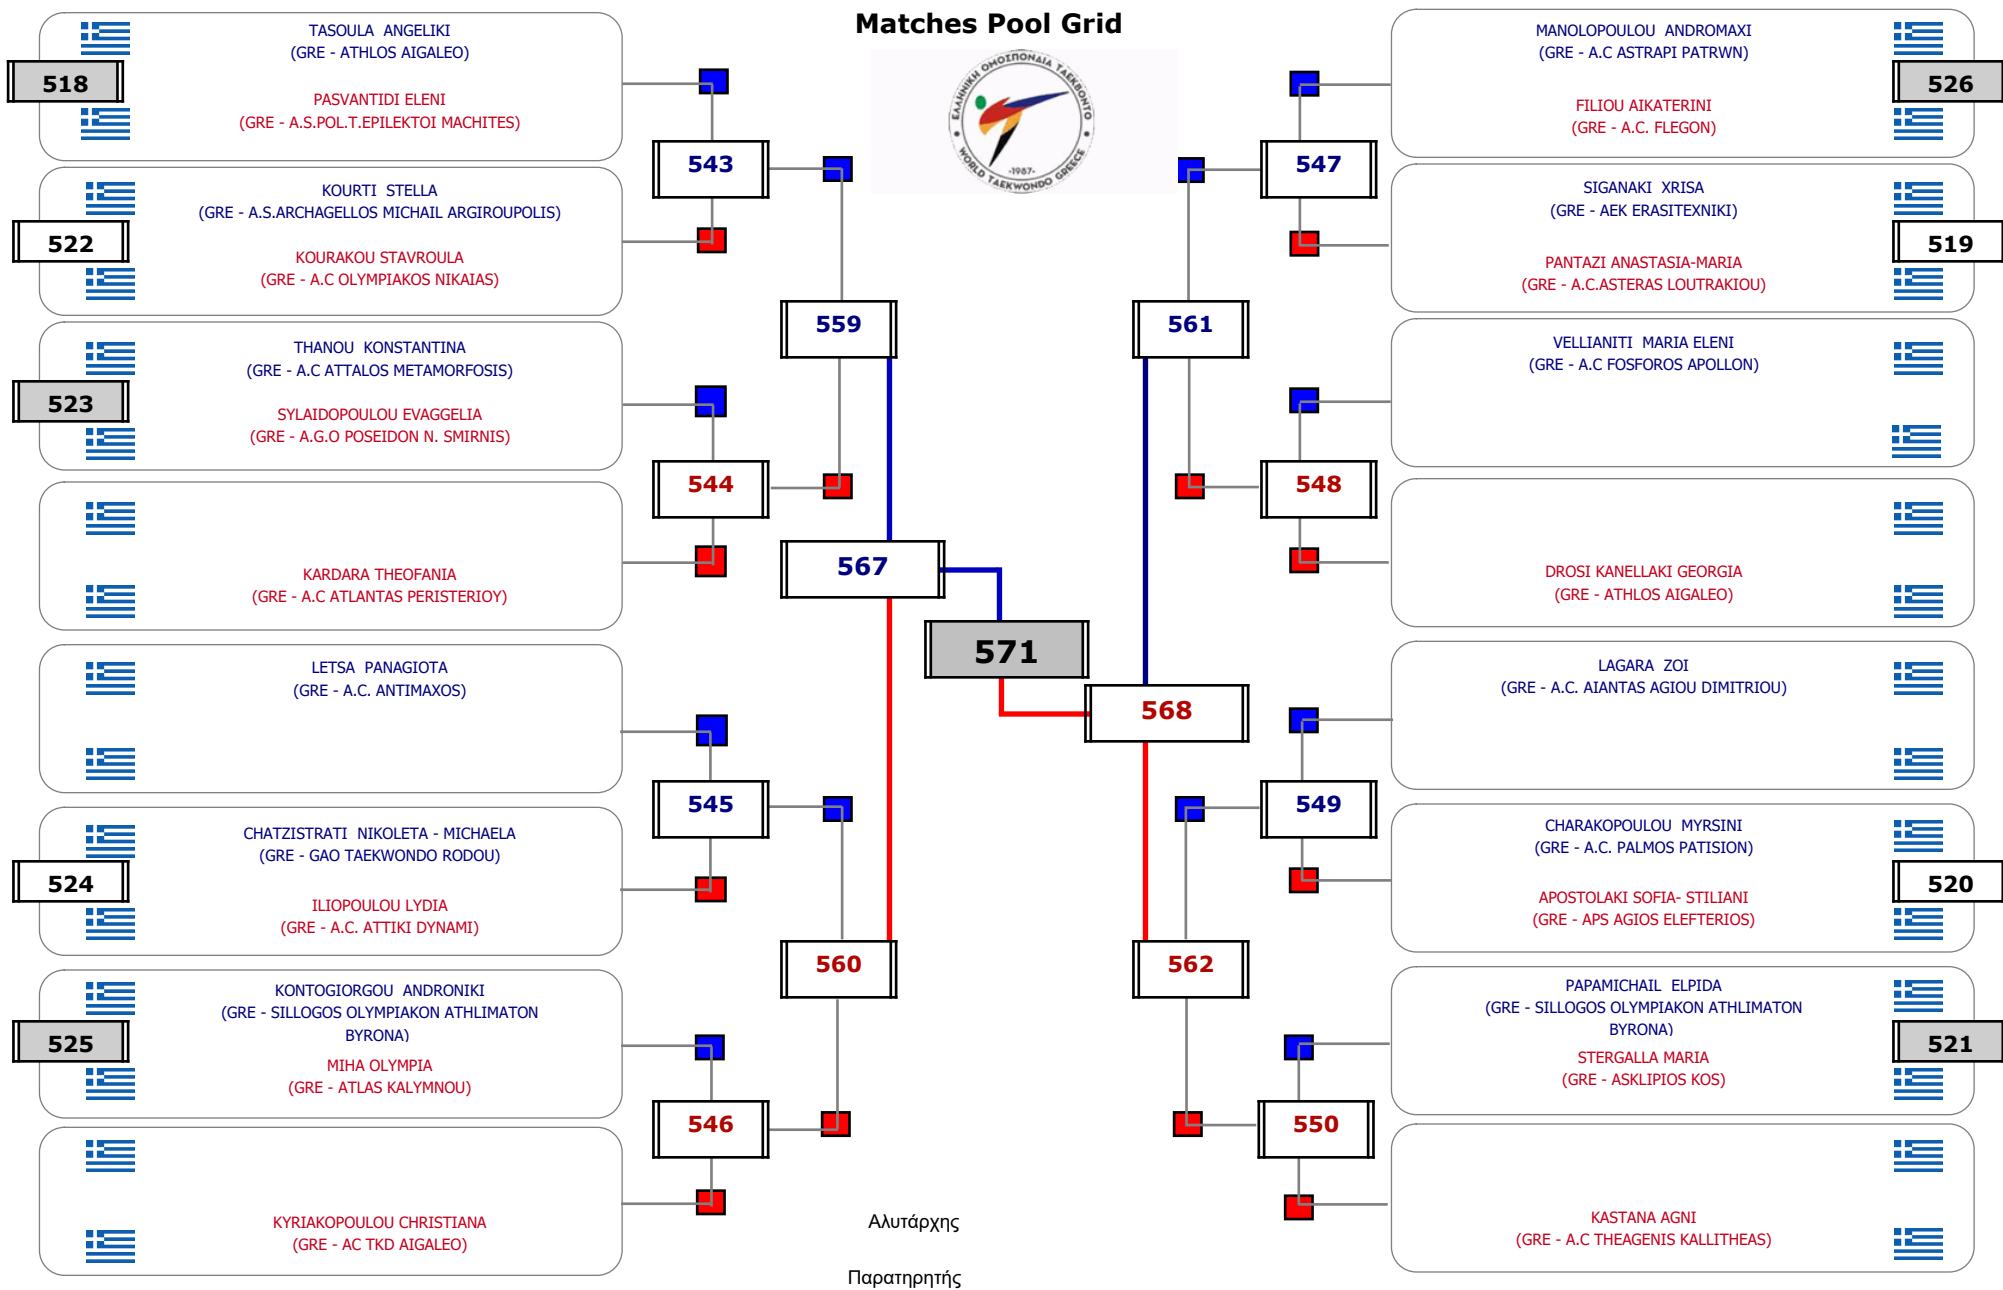 Matches Pool Grid
ΕΛΛΗΝΙΚΗ ΟΜΟΣΠΟΝΔΙΑ ΤΑΕΚΒΟΝΤΟ
-1987-
WORLD TAEKWONDO GREECE
TASOULA ANGELIKI
(GRE - ATHLOS AIGALEO)
518
PASVANTIDI ELENI
(GRE - A.S.POL.T.EPILEKTOI MACHITES)
543
KOURTI STELLA
(GRE - A.S.ARCHAGELLOS MICHAIL ARGIROUPOLIS)
522
KOURAKOU STAVROULA
(GRE - A.C OLYMPIAKOS NIKAIAS)
559
THANOU KONSTANTINA
(GRE - A.C ATTALOS METAMORFOSIS)
523
SYLAIDOPOULOU EVAGGELIA
(GRE - A.G.O POSEIDON N. SMIRNIS)
544
KARDARA THEOFANIA
(GRE - A.C ATLANTAS PERISTERIOY)
567
LETSA PANAGIOTA
(GRE - A.C. ANTIMAXOS)
545
CHATZISTRATI NIKOLETA - MICHAELA
(GRE - GAO TAEKWONDO RODOU)
524
ILIOPOULOU LYDIA
(GRE - A.C. ATTIKI DYNAMI)
560
KONTOGIORGOU ANDRONIKI
(GRE - SILLOGOS OLYMPIAKON ATHLIMATON
BYRONA)
525
MIHA OLYMPIA
(GRE - ATLAS KALYMNOU)
546
KYRIAKOPOULOU CHRISTIANA
(GRE - AC TKD AIGALEO)
571
568
MANOLOPOULOU ANDROMAXI
(GRE - A.C ASTRAPI PATRWN)
526
FILIOU AIKATERINI
(GRE - A.C. FLEGON)
547
SIGANAKI XRISA
(GRE - AEK ERASITEXNIKI)
519
PANTAZI ANASTASIA-MARIA
(GRE - A.C.ASTERAS LOUTRAKIOU)
561
VELLIANITI MARIA ELENI
(GRE - A.C FOSFOROS APOLLON)
548
DROSI KANELLAKI GEORGIA
(GRE - ATHLOS AIGALEO)
LAGARA ZOI
(GRE - A.C. AIANTAS AGIOU DIMITRIOU)
549
CHARAKOPOULOU MYRSINI
(GRE - A.C. PALMOS PATISION)
520
APOSTOLAKI SOFIA- STILIANI
(GRE - APS AGIOS ELEFTERIOS)
562
PAPAMICHAIL ELPIDA
(GRE - SILLOGOS OLYMPIAKON ATHLIMATON
BYRONA)
521
STERGALLA MARIA
(GRE - ASKLIPIOS KOS)
550
KASTANA AGNI
(GRE - A.C THEAGENIS KALLITHEAS)
Αλυτάρχης
Παρατηρητής